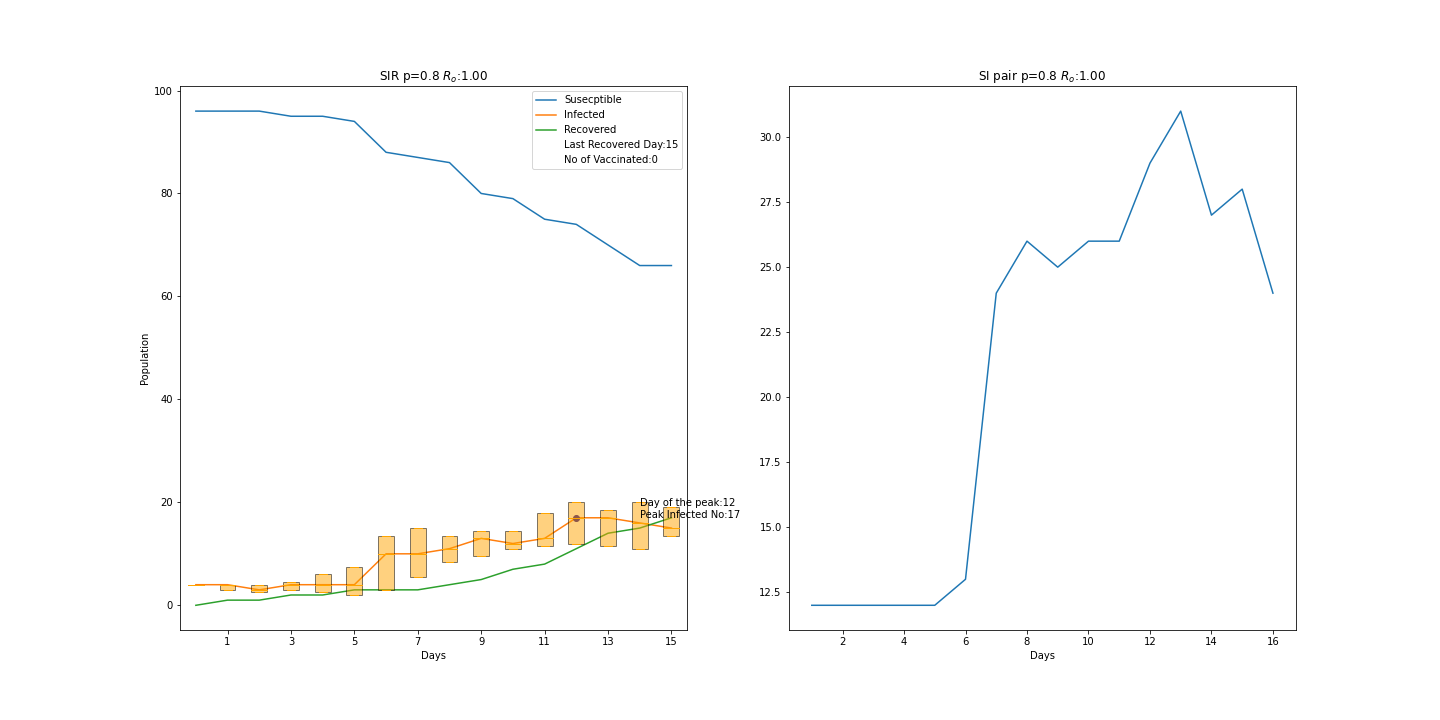 SIR p=0.8 Rₒ:1.00
100
80
60
40
20
0
Population
Susecptible
Infected
Recovered
Last Recovered Day:15
No of Vaccinated:0
Day of the peak:12
Peak Infected No:17
1 3 5 7 9 11 13 15
Days
SI pair p=0.8 Rₒ:1.00
30.0
27.5
25.0
22.5
20.0
17.5
15.0
12.5
2 4 6 8 10 12 14 16
Days